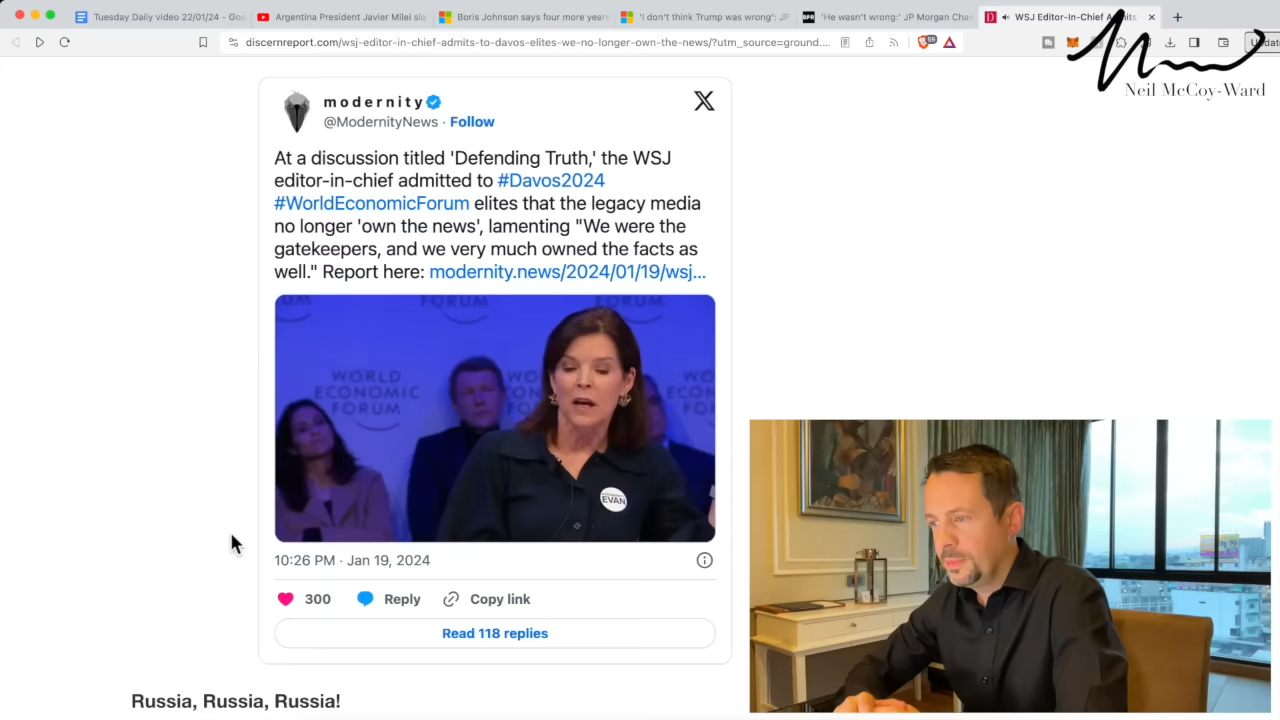 Tuesday Daily video 22/01/24 - Goo
Argentina President Javier Milei sla
Boris Johnson says four more years
'I don't think Trump was wrong': JP
'He wasn't wrong:' JP Morgan Chas
WSJ Editor-In-Chief Admits
discernreport.com/wsj-editor-in-chief-admits-to-davos-elites-we-no-longer-own-the-news/?utm_source=ground....
Neil McCoy-Ward
modernity
@ModernityNews · Follow
At a discussion titled 'Defending Truth,' the WSJ
editor-in-chief admitted to #Davos2024
#WorldEconomicForum elites that the legacy media
no longer 'own the news', lamenting "We were the
gatekeepers, and we very much owned the facts as
well." Report here: modernity.news/2024/01/19/wsj...
FORUM
FORUM
WORLD
ECONOMIC
FORUM
EVAN
10:26 PM · Jan 19, 2024
300
Reply
Copy link
Read 118 replies
Russia, Russia, Russia!